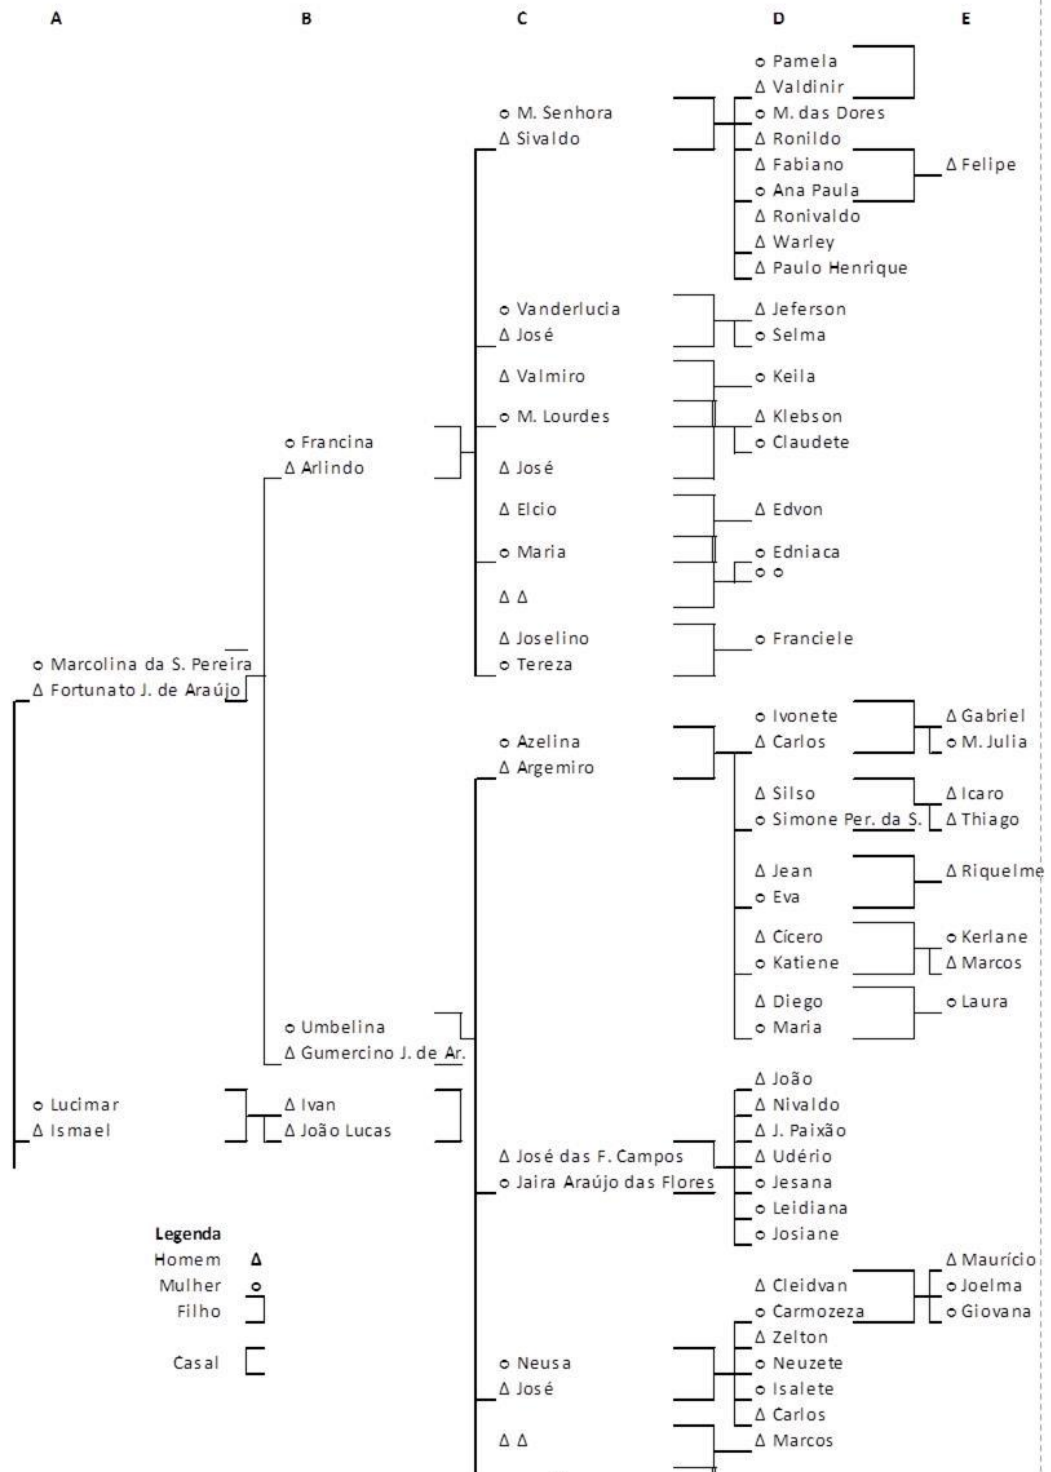 A B C D E
o Pamela
Δ Valdinir
o M. Senhora o M. das Dores
Δ Sivaldo Δ Ronildo
Δ Fabiano Δ Felipe
o Ana Paula
Δ Ronivaldo
Δ Warley
Δ Paulo Henrique
o Vanderlucia Δ Jeferson
Δ José o Selma
Δ Valmiro o Keila
o M. Lourdes Δ Klebson
o Francina o Claudete
Δ Arlindo Δ José
Δ Elcio Δ Edvon
o Maria o Edniaca
o o
Δ Δ
Δ Joselino o Franciele
o Marcolina da S. Pereira o Tereza
Δ Fortunato J. de Araújo
o Ivonete Δ Gabriel
o Azelina Δ Carlos o M. Julia
Δ Argemiro
Δ Silso Δ Icaro
o Simone Per. da S. Δ Thiago
Δ Jean Δ Riquelme
o Eva
Δ Cícero o Kerlane
o Katiene Δ Marcos
Δ Diego o Laura
o Umbelina o Maria
Δ Gumercino J. de Ar.
Δ João
o Lucimar Δ Ivan Δ Nivaldo
Δ Ismael Δ João Lucas Δ J. Paixão
Δ José das F. Campos Δ Udério
o Jaira Araújo das Flores o Jesana
o Leidiana
Legenda o Josiane
Homem Δ Δ Maurício
Mulher o Δ Cleidvan o Joelma
Filho o Carmozeza o Giovana
Δ Zelton
Casal o Neusa o Neuzete
Δ José o Isalete
Δ Carlos
Δ Δ Δ Marcos